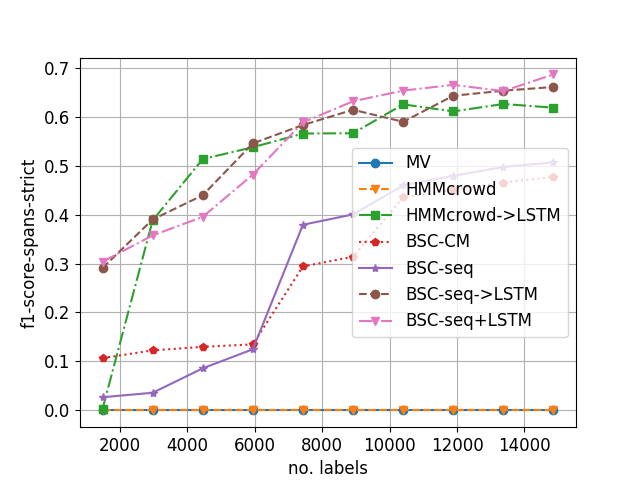 f1-score-spans-strict
0.7
0.6
0.5
0.4
0.3
0.2
0.1
0.0
MV
HMMcrowd
HMMcrowd->LSTM
BSC-CM
BSC-seq
BSC-seq->LSTM
BSC-seq+LSTM
2000 4000 6000 8000 10000 12000 14000
no. labels